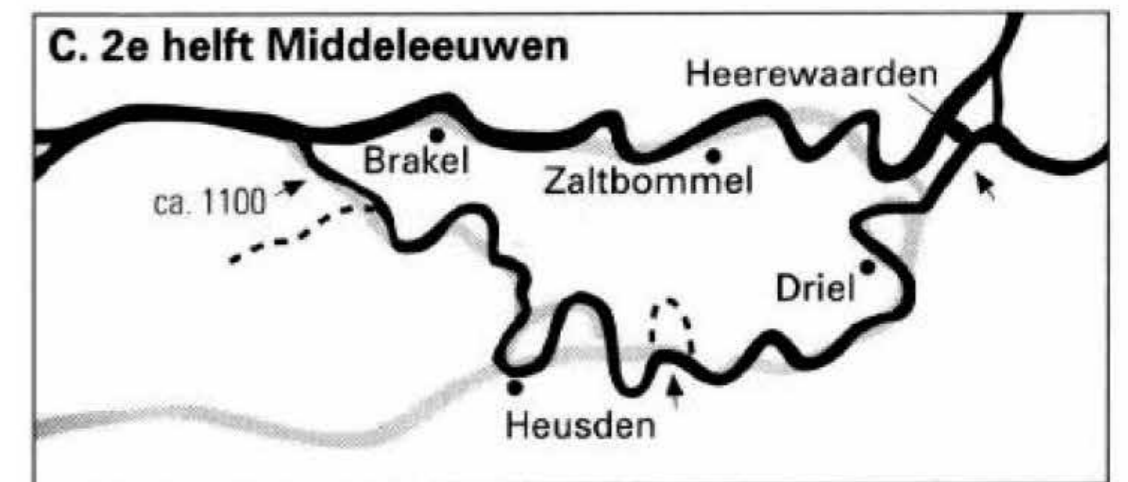 C. 2e helft Middeleeuwen
Heerewaarden
Brakel
Zaltbommel
ca. 1100
Driel
Heusden